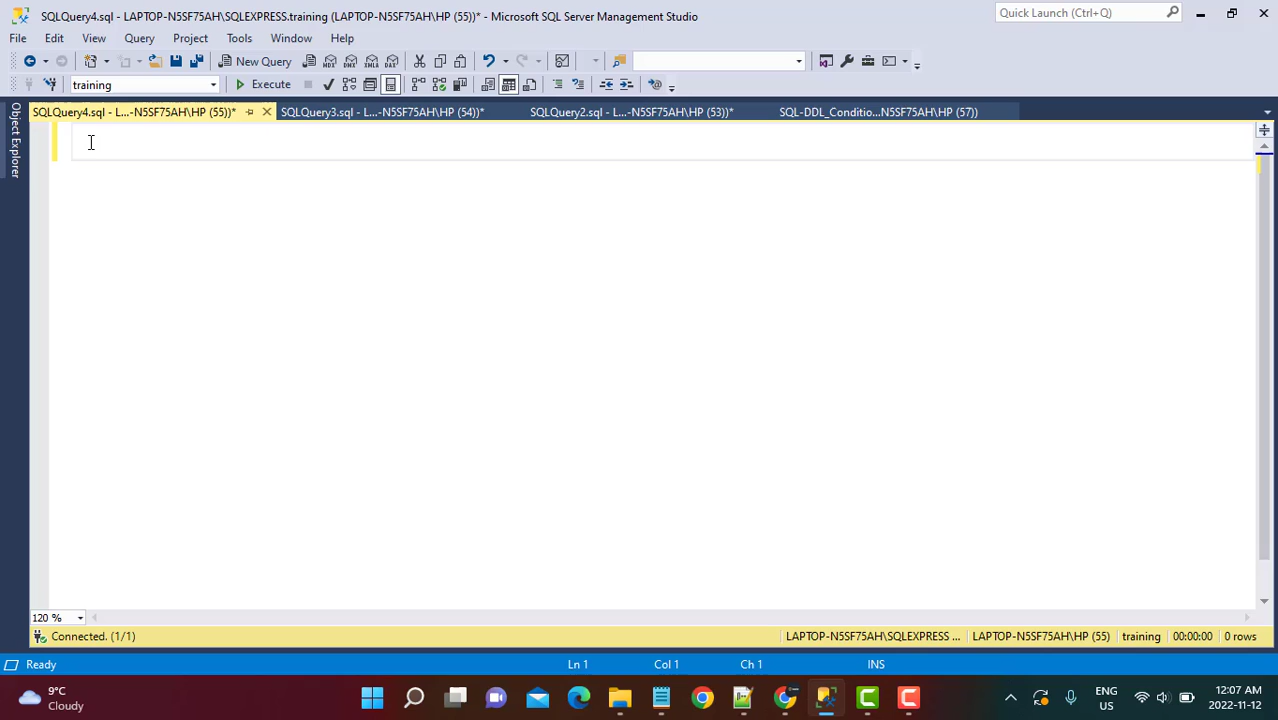 SQLQuery4.sql - LAPTOP-N5SF75AH\SQLEXPRESS.training (LAPTOP-N5SF75AH\HP (55))* - Microsoft SQL Server Management Studio
Quick Launch (Ctrl+Q)
File Edit View Query Project Tools Window Help
New Query
MDX DMX XMLA DAX
training Execute
SQLQuery4.sql - L...-N5SF75AH\HP (55))* SQLQuery3.sql - L...-N5SF75AH\HP (54))* SQLQuery2.sql - L...-N5SF75AH\HP (53))* SQL-DDL_Conditio...N5SF75AH\HP (57))
Object Explorer
120 %
Connected. (1/1) LAPTOP-N5SF75AH\SQLEXPRESS ... LAPTOP-N5SF75AH\HP (55) training 00:00:00 0 rows
Ready Ln 1 Col 1 Ch 1 INS
9°C
Cloudy
ENG
US
12:07 AM
2022-11-12